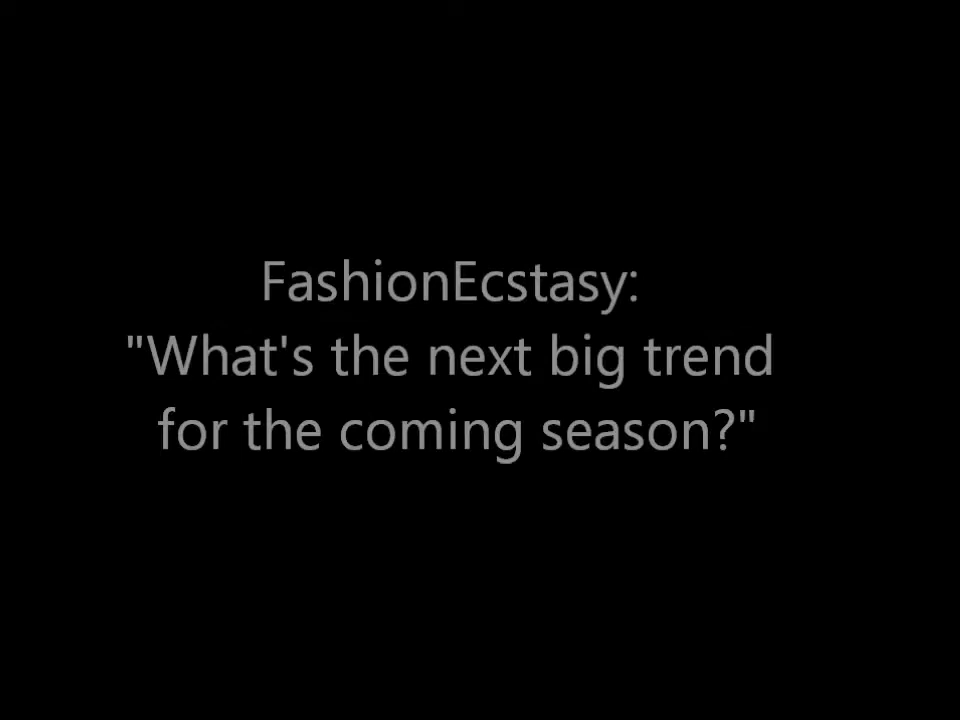 FashionEcstasy:
"What's the next big trend
for the coming season?"